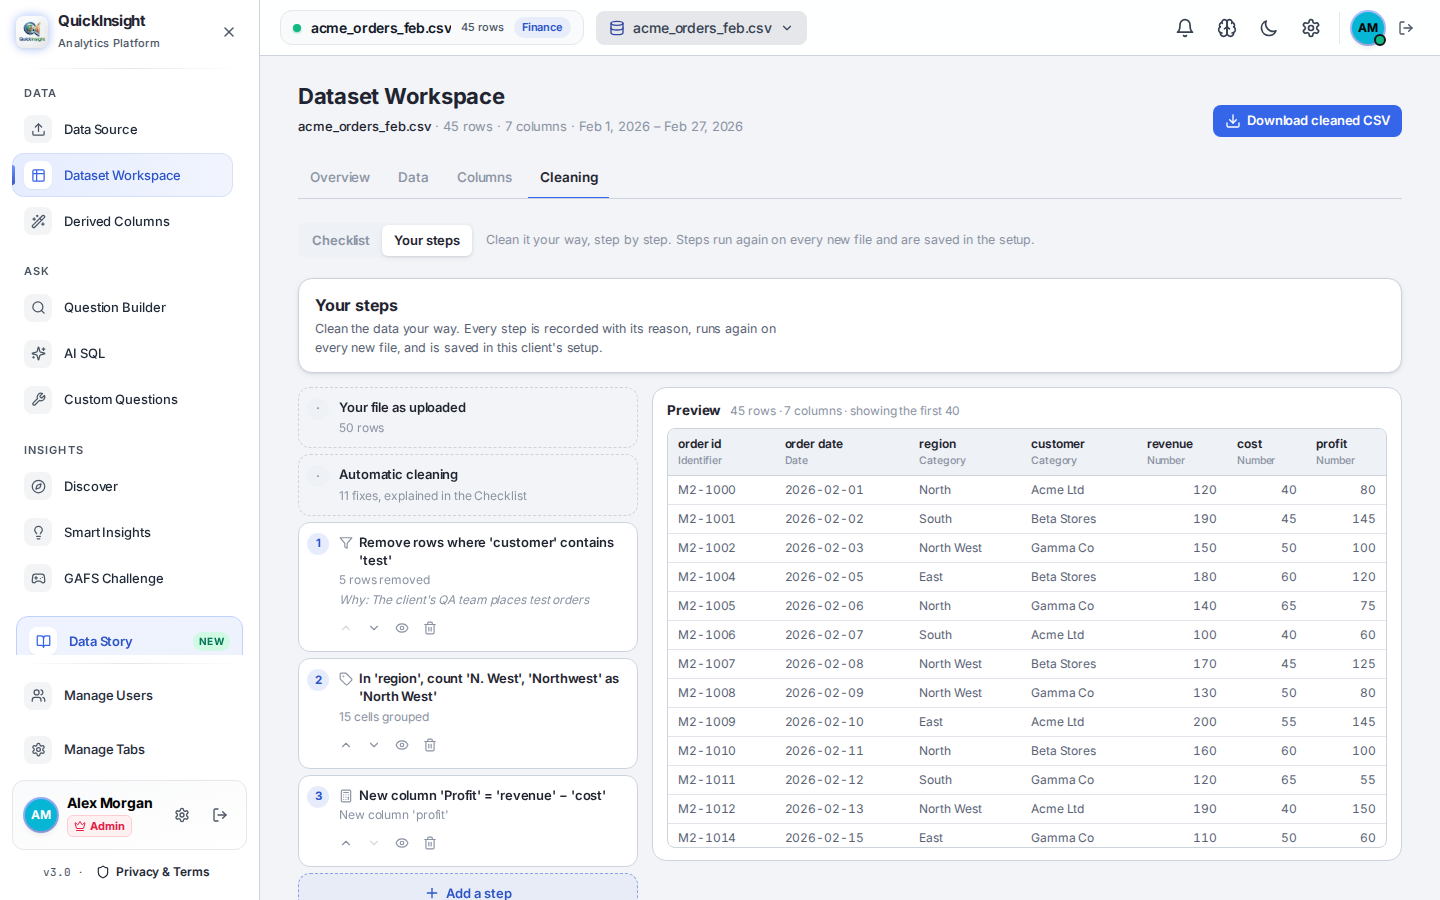 QuickInsight
Analytics Platform
DATA
Data Source
Dataset Workspace
Derived Columns
ASK
Question Builder
AI SQL
Custom Questions
INSIGHTS
Discover
Smart Insights
GAFS Challenge
Data Story NEW
Manage Users
Manage Tabs
AM Alex Morgan
Admin
v3.0 · Privacy & Terms
acme_orders_feb.csv 45 rows Finance
acme_orders_feb.csv
AM
Dataset Workspace
acme_orders_feb.csv · 45 rows · 7 columns · Feb 1, 2026 – Feb 27, 2026
Download cleaned CSV
Overview Data Columns Cleaning
Checklist Your steps Clean it your way, step by step. Steps run again on every new file and are saved in the setup.
Your steps
Clean the data your way. Every step is recorded with its reason, runs again on
every new file, and is saved in this client's setup.
Your file as uploaded
50 rows
Automatic cleaning
11 fixes, explained in the Checklist
1 Remove rows where 'customer' contains
'test'
5 rows removed
Why: The client's QA team places test orders
2 In 'region', count 'N. West', 'Northwest' as
'North West'
15 cells grouped
3 New column 'Profit' = 'revenue' – 'cost'
New column 'profit'
+ Add a step
Preview 45 rows · 7 columns · showing the first 40
order id order date region customer revenue cost profit
Identifier Date Category Category Number Number Number
M2-1000 2026-02-01 North Acme Ltd 120 40 80
M2-1001 2026-02-02 South Beta Stores 190 45 145
M2-1002 2026-02-03 North West Gamma Co 150 50 100
M2-1004 2026-02-05 East Beta Stores 180 60 120
M2-1005 2026-02-06 North Gamma Co 140 65 75
M2-1006 2026-02-07 South Acme Ltd 100 40 60
M2-1007 2026-02-08 North West Beta Stores 170 45 125
M2-1008 2026-02-09 North West Gamma Co 130 50 80
M2-1009 2026-02-10 East Acme Ltd 200 55 145
M2-1010 2026-02-11 North Beta Stores 160 60 100
M2-1011 2026-02-12 South Gamma Co 120 65 55
M2-1012 2026-02-13 North West Acme Ltd 190 40 150
M2-1014 2026-02-15 East Gamma Co 110 50 60